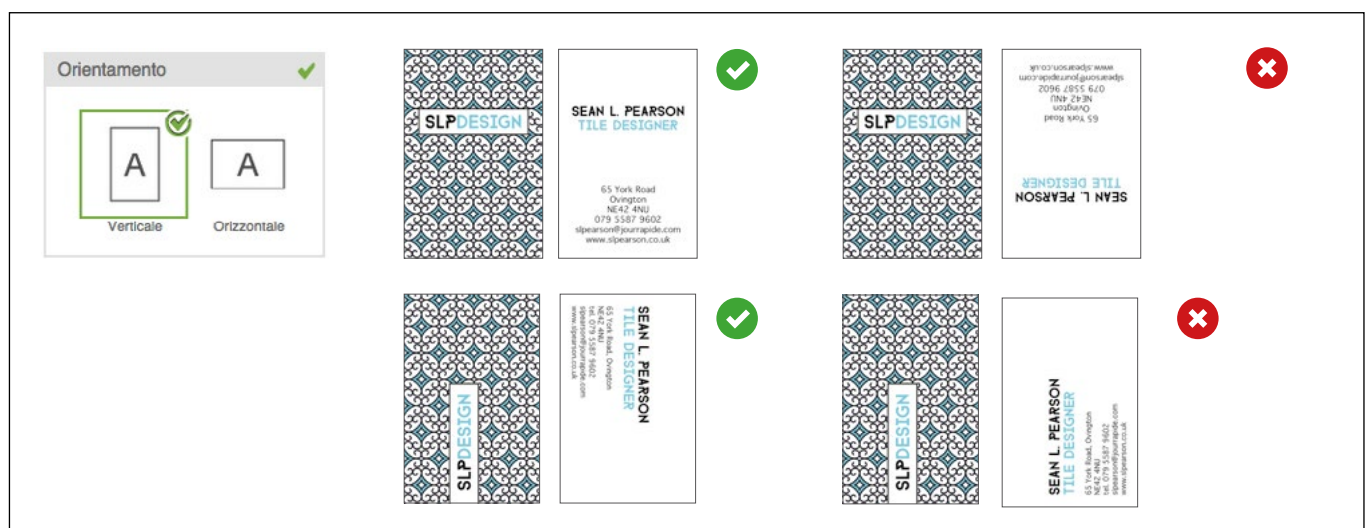 Orientamento
A
A
Verticale
Orizzontale
SLPDESIGN
SEAN L. PEARSON
TILE DESIGNER
65 York Road
Ovington
NE42 4NU
079 5587 9602
slpearson@jourrapide.com
www.slpearson.co.uk
SLPDESIGN
SEAN L. PEARSON
TILE DESIGNER
65 York Road
Ovington
NE42 4NU
079 5587 9602
slpearson@jourrapide.com
www.slpearson.co.uk
SLPDESIGN
SEAN L. PEARSON
TILE DESIGNER
65 York Road, Ovington
NE42 4NU
tel. 079 5587 9602
slpearson@jourrapide.com
www.slpearson.co.uk
SLPDESIGN
SEAN L. PEARSON
TILE DESIGNER
65 York Road, Ovington
NE42 4NU
tel. 079 5587 9602
slpearson@jourrapide.com
www.slpearson.co.uk